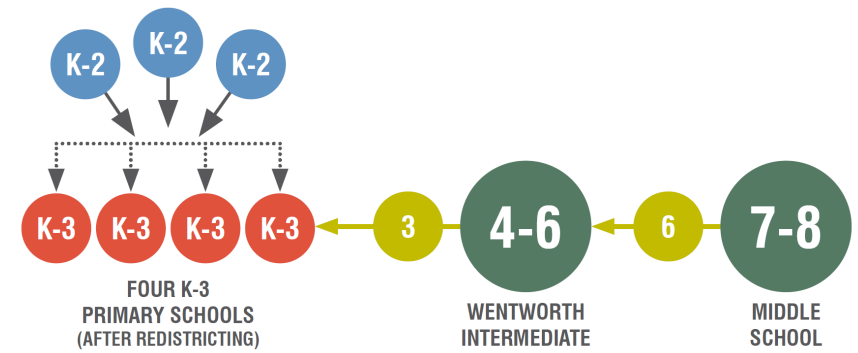 K-2
K-2
K-2
K-3
K-3
K-3
K-3
3
4-6
6
7-8
FOUR K-3
PRIMARY SCHOOLS
(AFTER REDISTRICTING)
WENTWORTH
INTERMEDIATE
MIDDLE
SCHOOL